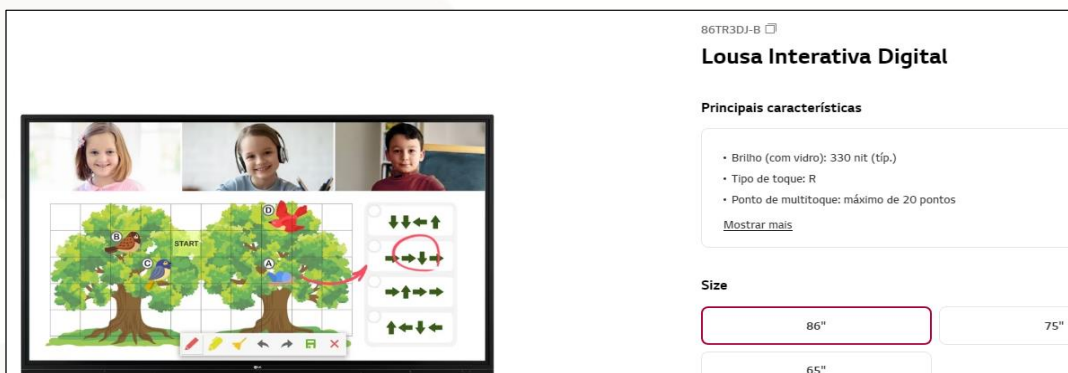 86TR3DJ-B
Lousa Interativa Digital
Principais características
• Brilho (com vidro): 330 nit (típ.)
• Tipo de toque: R
• Ponto de multitoque: máximo de 20 pontos
Mostrar mais
Size
86" 75"
65"
D
B START
C A
LG